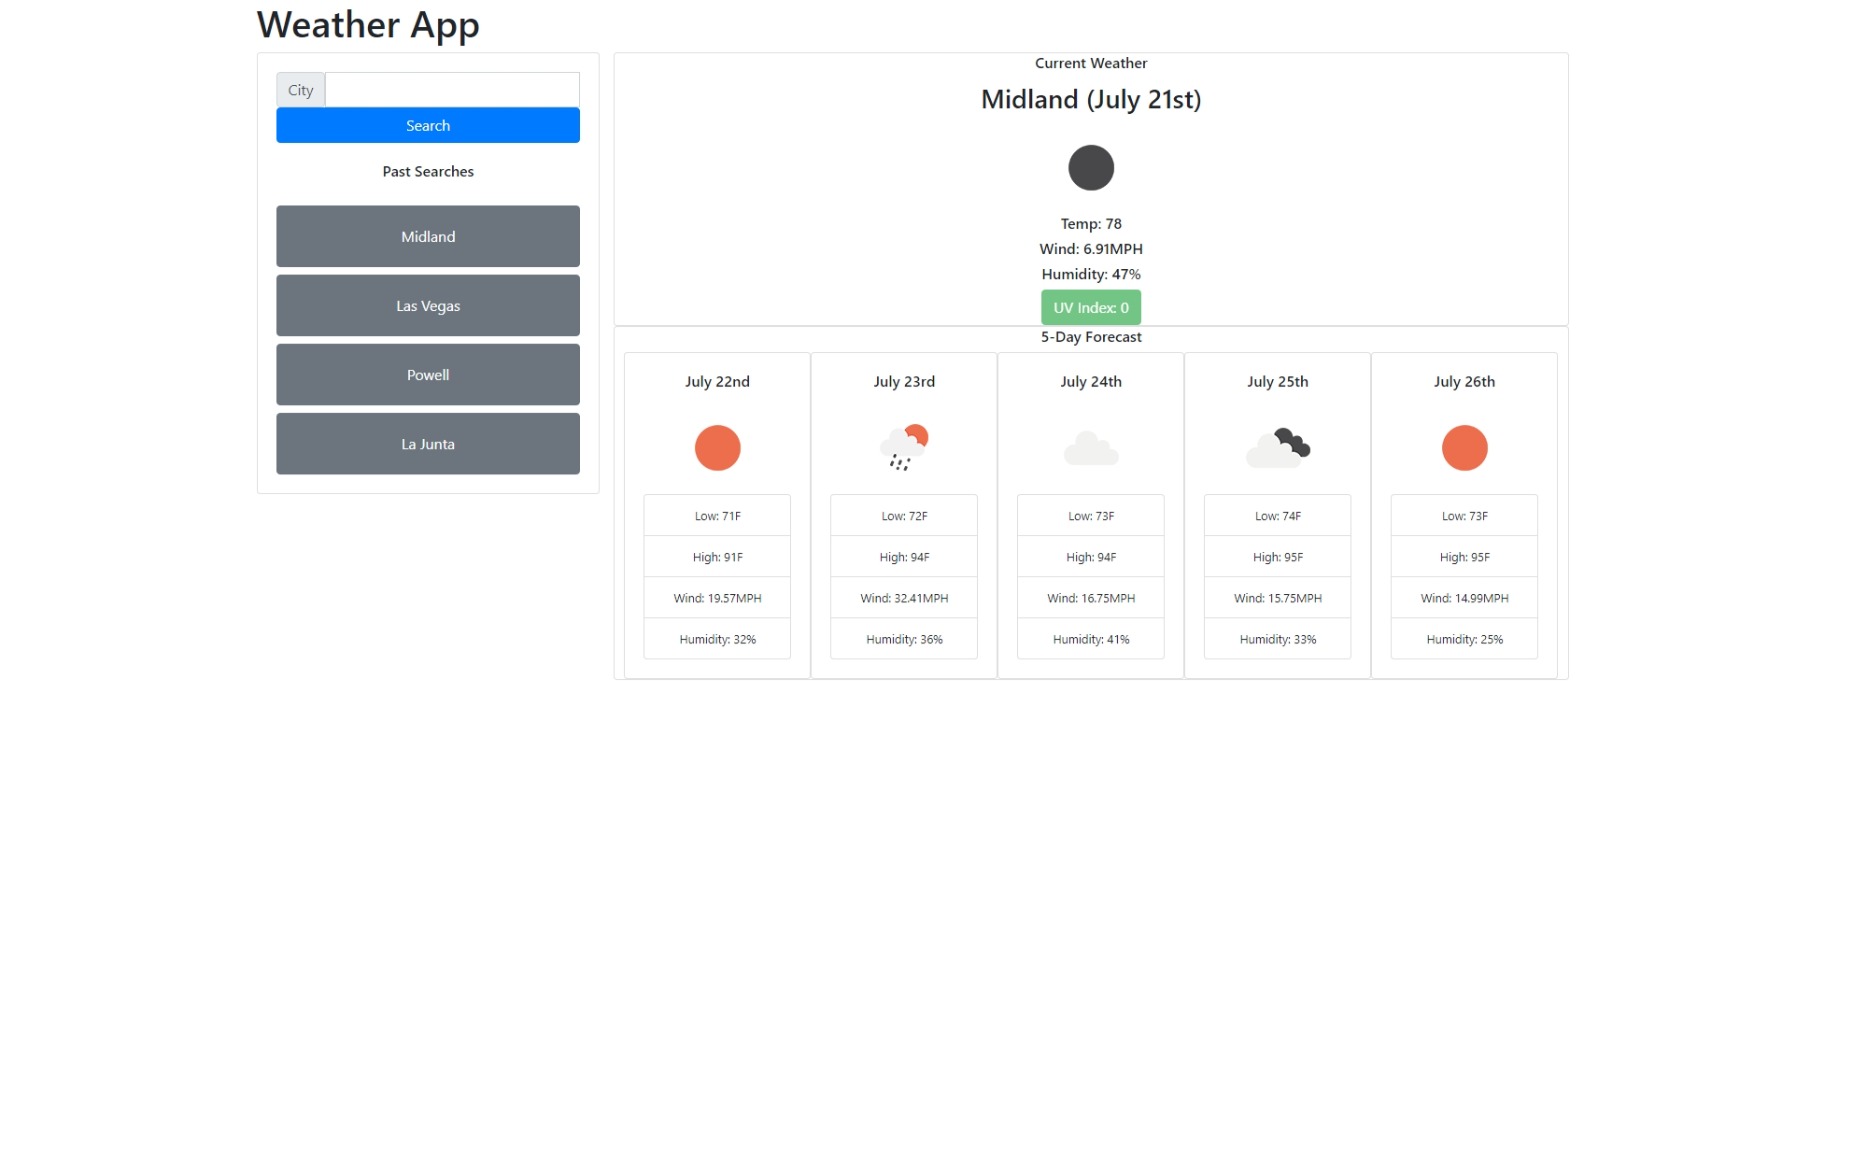 Weather App
City
Search
Past Searches
Midland
Las Vegas
Powell
La Junta
Current Weather
Midland (July 21st)
Temp: 78
Wind: 6.91MPH
Humidity: 47%
UV Index: 0
5-Day Forecast
July 22nd
Low: 71F
High: 91F
Wind: 19.57MPH
Humidity: 32%
July 23rd
Low: 72F
High: 94F
Wind: 32.41MPH
Humidity: 36%
July 24th
Low: 73F
High: 94F
Wind: 16.75MPH
Humidity: 41%
July 25th
Low: 74F
High: 95F
Wind: 15.75MPH
Humidity: 33%
July 26th
Low: 73F
High: 95F
Wind: 14.99MPH
Humidity: 25%